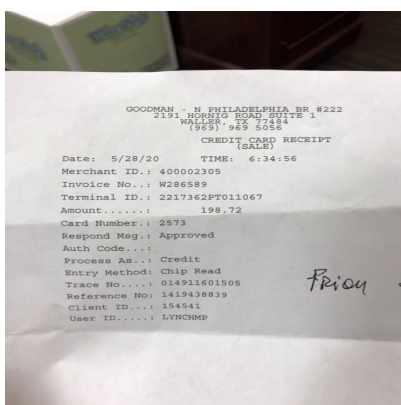 GOODMAN - N PHILADELPHIA BR #222
2191 HORNIG ROAD SUITE 1
WALLER, TX 77484
(969) 969 5056
CREDIT CARD RECEIPT
(SALE)
Date: 5/28/20 TIME: 6:34:56
Merchant ID.: 400002305
Invoice No..: W286589
Terminal ID.: 2217362PT011067
Amount......: 198.72
Card Number.: 2573
Respond Msg.: Approved
Auth Code...:
Process As..: Credit
Entry Method: Chip Read
Trace No....: 014911601505
Reference No: 1419438839
Client ID...: 154541
User ID.....: LYNCHMP